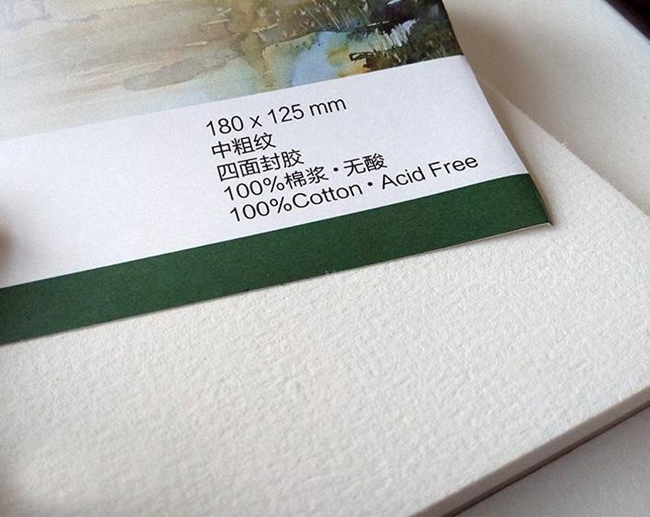 180 x 125 mm
中粗纹
四面封胶
100%棉浆·无酸
100%Cotton·Acid Free